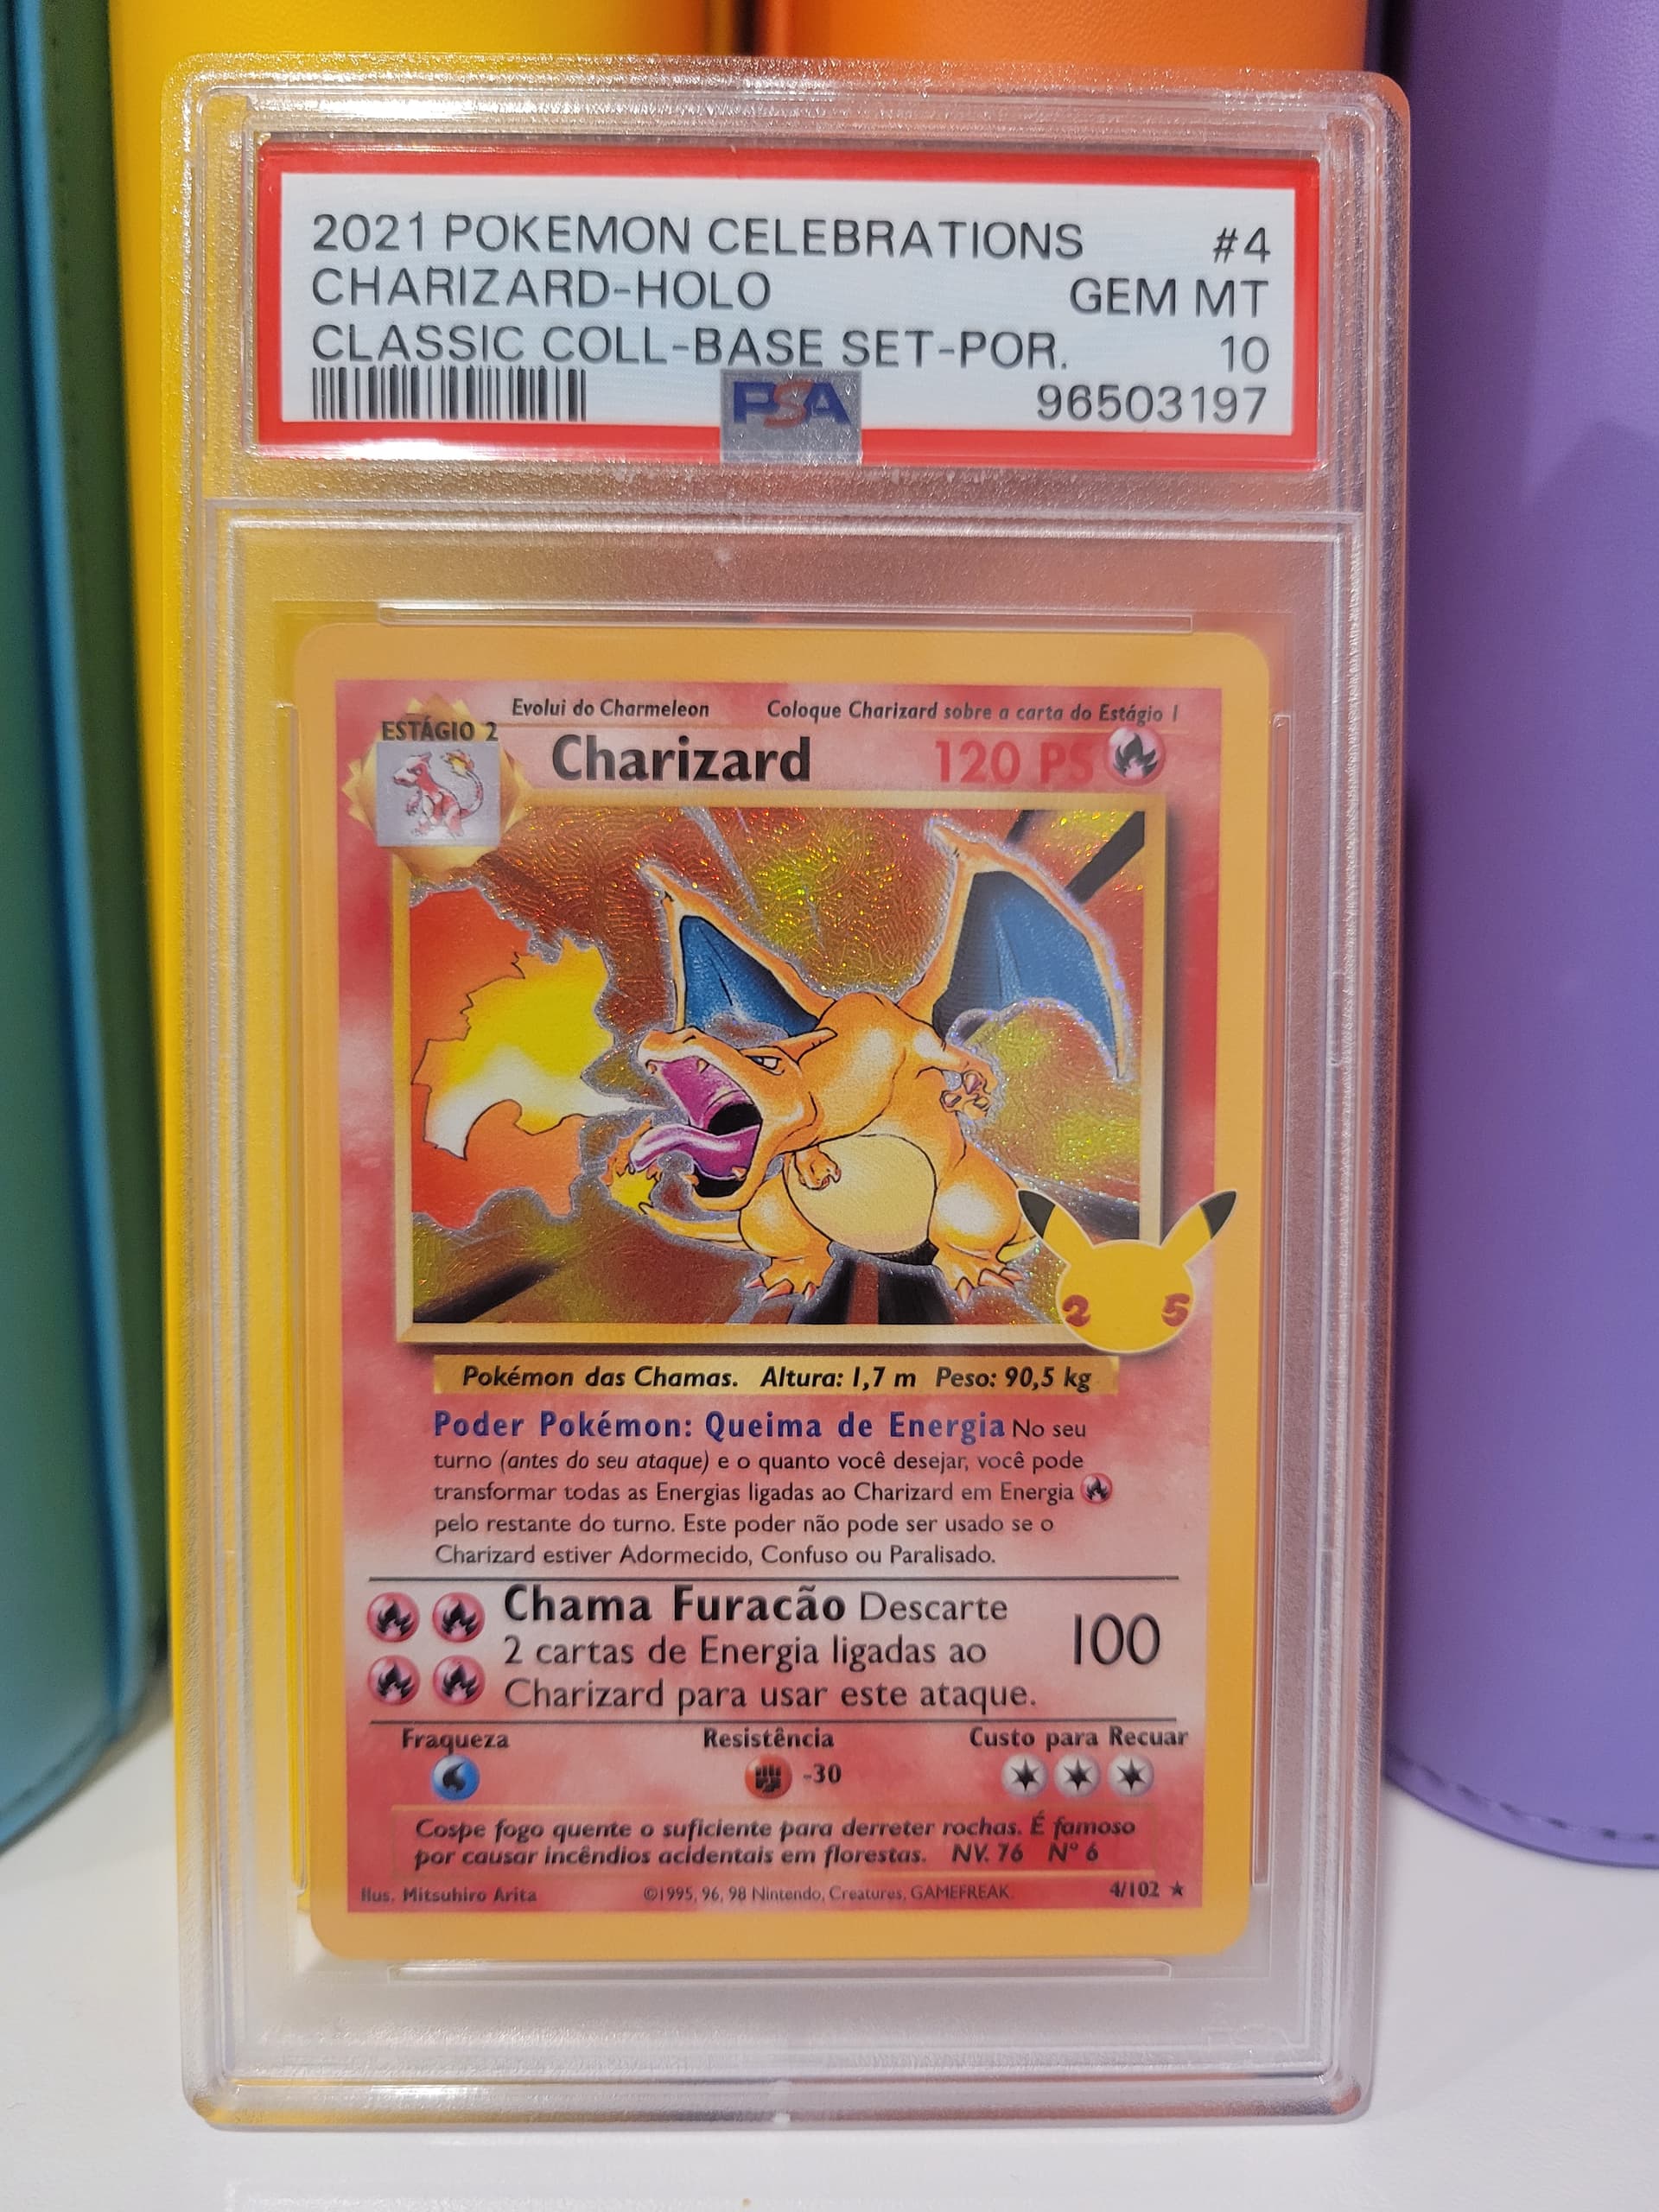 2021 POKEMON CELEBRATIONS #4
CHARIZARD-HOLO GEM MT
CLASSIC COLL-BASE SET-POR. 10
PSA 96503197
Evolui do Charmeleon Coloque Charizard sobre a carta do Estágio 1
ESTÁGIO 2
Charizard 120 PS
25
Pokémon das Chamas. Altura: 1,7 m Peso: 90,5 kg
Poder Pokémon: Queima de Energia No seu
turno (antes do seu ataque) e o quanto você desejar, você pode
transformar todas as Energias ligadas ao Charizard em Energia
pelo restante do turno. Este poder não pode ser usado se o
Charizard estiver Adormecido, Confuso ou Paralisado.
Chama Furacão Descarte
2 cartas de Energia ligadas ao 100
Charizard para usar este ataque.
Fraqueza Resistência Custo para Recuar
-30
Cospe fogo quente o suficiente para derreter rochas. É famoso
por causar incêndios acidentais em florestas. NV. 76 Nº 6
Ilus. Mitsuhiro Arita ©1995, 96, 98 Nintendo, Creatures, GAMEFREAK. 4/102 ★
PSA